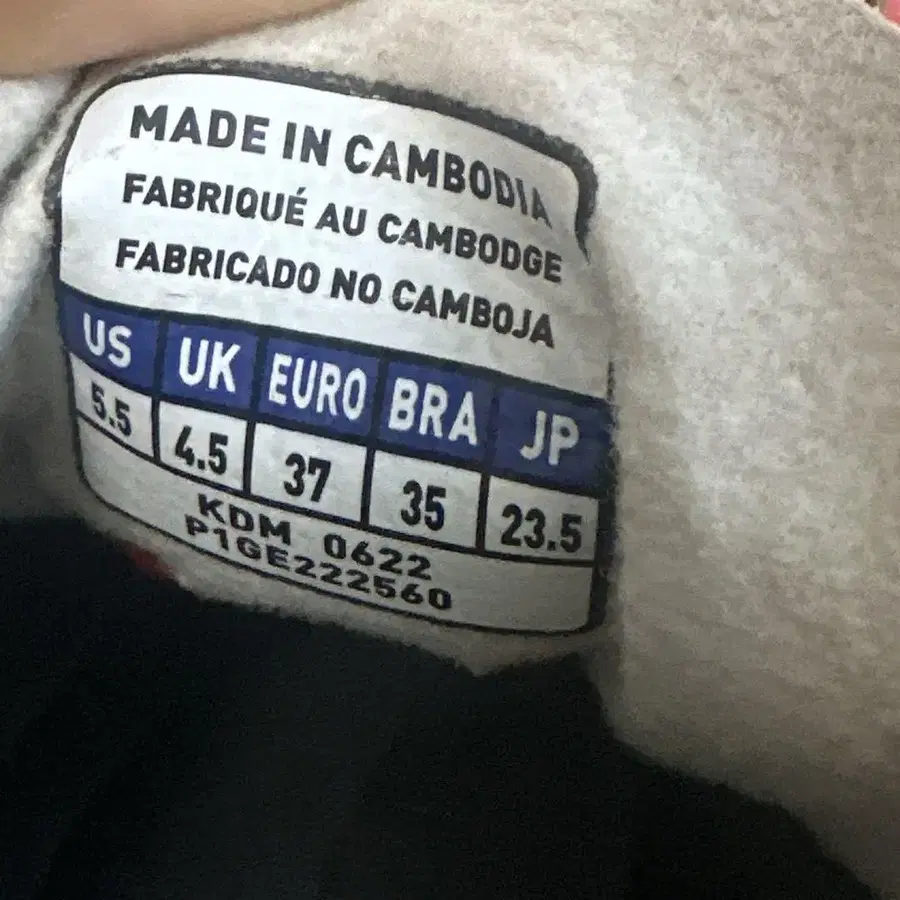 MADE IN CAMBODIA
FABRIQUÉ AU CAMBODGE
FABRICADO NO CAMBOJA
US UK EURO BRA JP
5.5 4.5 37 35 23.5
KDM 0622
P1GE222560